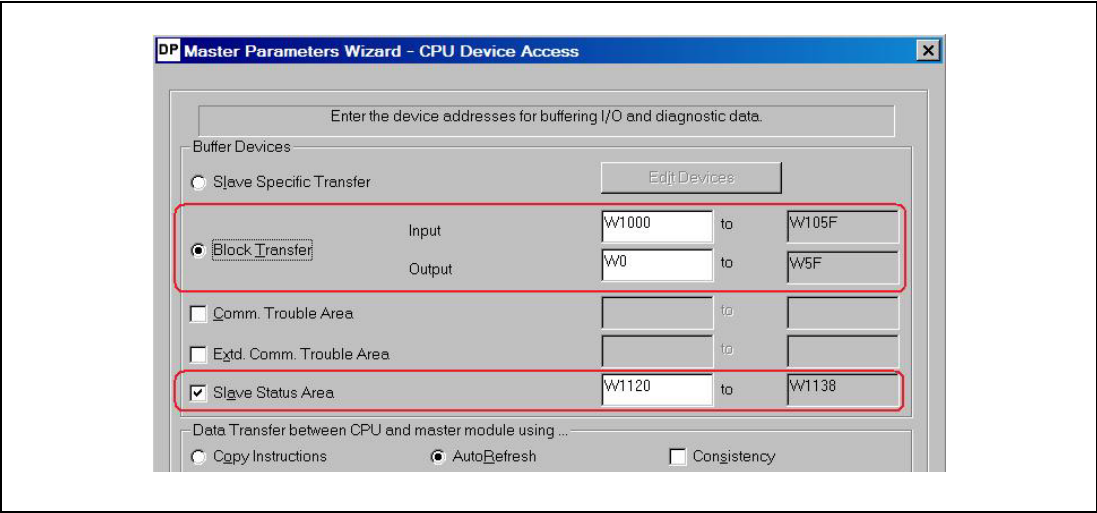 DP Master Parameters Wizard - CPU Device Access
Enter the device addresses for buffering I/O and diagnostic data.
Buffer Devices
Slave Specific Transfer Edit Devices
Input W1000 to W105F
Block Transfer
Output W0 to W5F
Comm. Trouble Area to
Extd. Comm. Trouble Area to
Slave Status Area W1120 to W1138
Data Transfer between CPU and master module using ...
Copy Instructions AutoRefresh Consistency